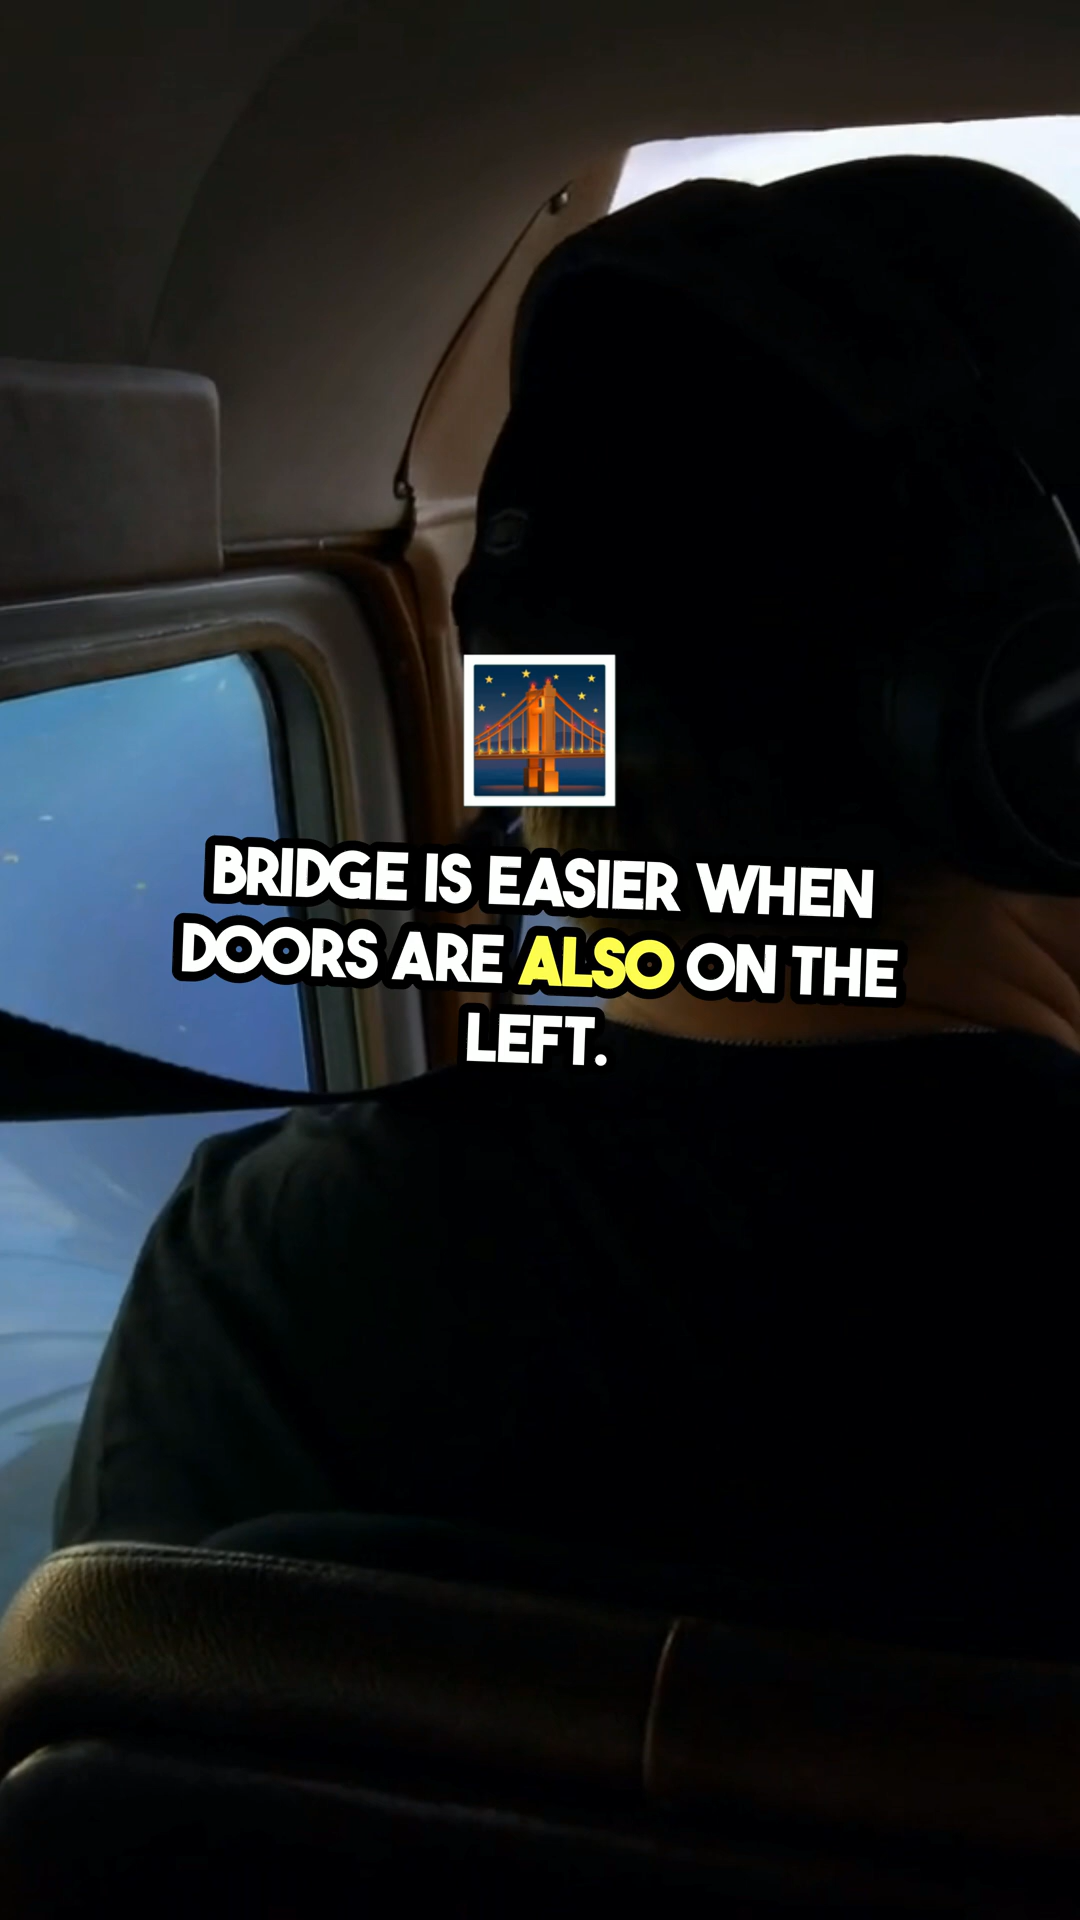 BRIDGE IS EASIER WHEN
DOORS ARE ALSO ON THE
LEFT.